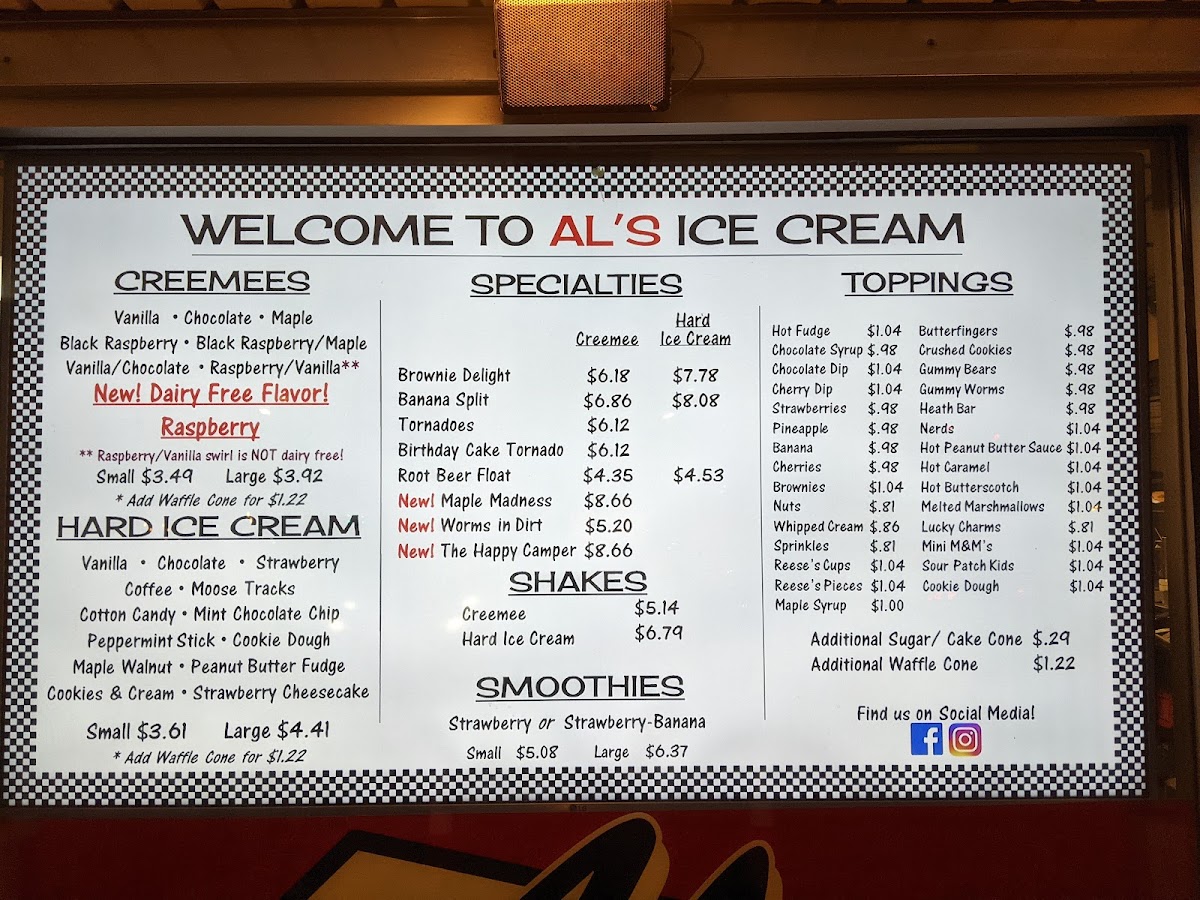 WELCOME TO AL'S ICE CREAM
CREEMEES
Vanilla • Chocolate • Maple
Black Raspberry • Black Raspberry/Maple
Vanilla/Chocolate • Raspberry/Vanilla**
New! Dairy Free Flavor!
Raspberry
** Raspberry/Vanilla swirl is NOT dairy free!
Small $3.49 Large $3.92
* Add Waffle Cone for $1.22
HARD ICE CREAM
Vanilla • Chocolate • Strawberry
Coffee • Moose Tracks
Cotton Candy • Mint Chocolate Chip
Peppermint Stick • Cookie Dough
Maple Walnut • Peanut Butter Fudge
Cookies & Cream • Strawberry Cheesecake
Small $3.61 Large $4.41
* Add Waffle Cone for $1.22
SPECIALTIES
Creemee Hard Ice Cream
Brownie Delight $6.18 $7.78
Banana Split $6.86 $8.08
Tornadoes $6.12
Birthday Cake Tornado $6.12
Root Beer Float $4.35 $4.53
New! Maple Madness $8.66
New! Worms in Dirt $5.20
New! The Happy Camper $8.66
SHAKES
Creemee $5.14
Hard Ice Cream $6.79
SMOOTHIES
Strawberry or Strawberry-Banana
Small $5.08 Large $6.37
TOPPINGS
Hot Fudge $1.04 Butterfingers $.98
Chocolate Syrup $.98 Crushed Cookies $.98
Chocolate Dip $1.04 Gummy Bears $.98
Cherry Dip $1.04 Gummy Worms $.98
Strawberries $.98 Heath Bar $.98
Pineapple $.98 Nerds $1.04
Banana $.98 Hot Peanut Butter Sauce $1.04
Cherries $.98 Hot Caramel $1.04
Brownies $1.04 Hot Butterscotch $1.04
Nuts $.81 Melted Marshmallows $1.04
Whipped Cream $.86 Lucky Charms $.81
Sprinkles $.81 Mini M&M's $1.04
Reese's Cups $1.04 Sour Patch Kids $1.04
Reese's Pieces $1.04 Cookie Dough $1.04
Maple Syrup $1.00
Additional Sugar/ Cake Cone $.29
Additional Waffle Cone $1.22
Find us on Social Media!